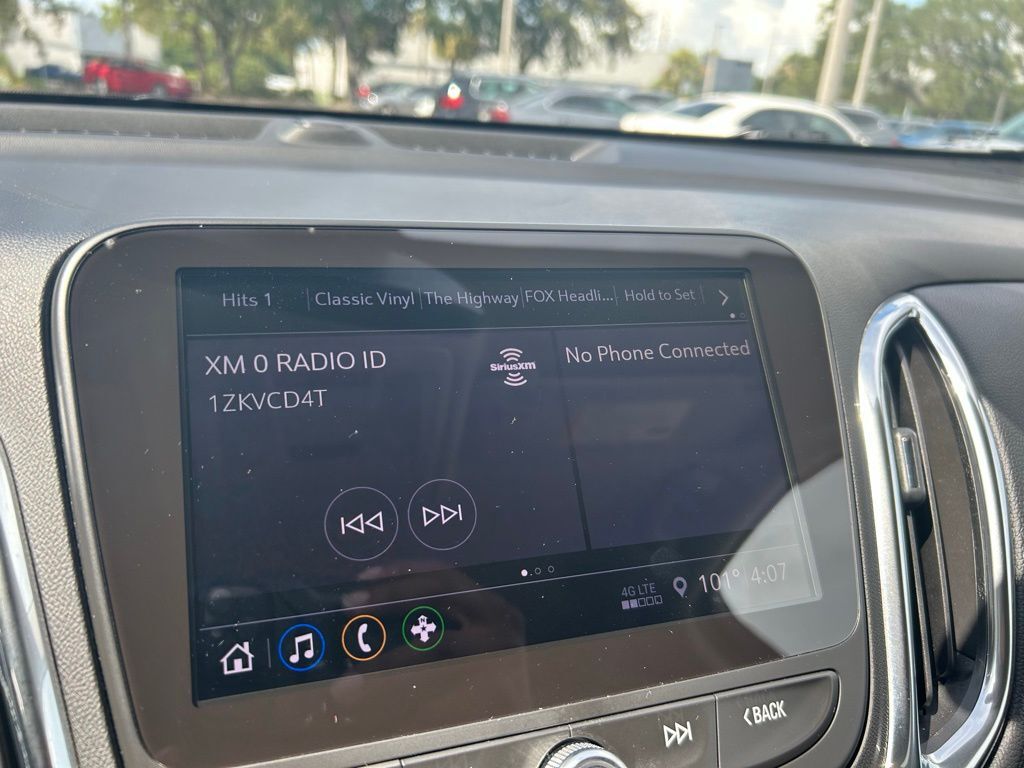 Hits 1 Classic Vinyl The Highway FOX Headli... Hold to Set
XM 0 RADIO ID
SiriusXM
No Phone Connected
1ZKVCD4T
4G LTE
101° 4:07
BACK